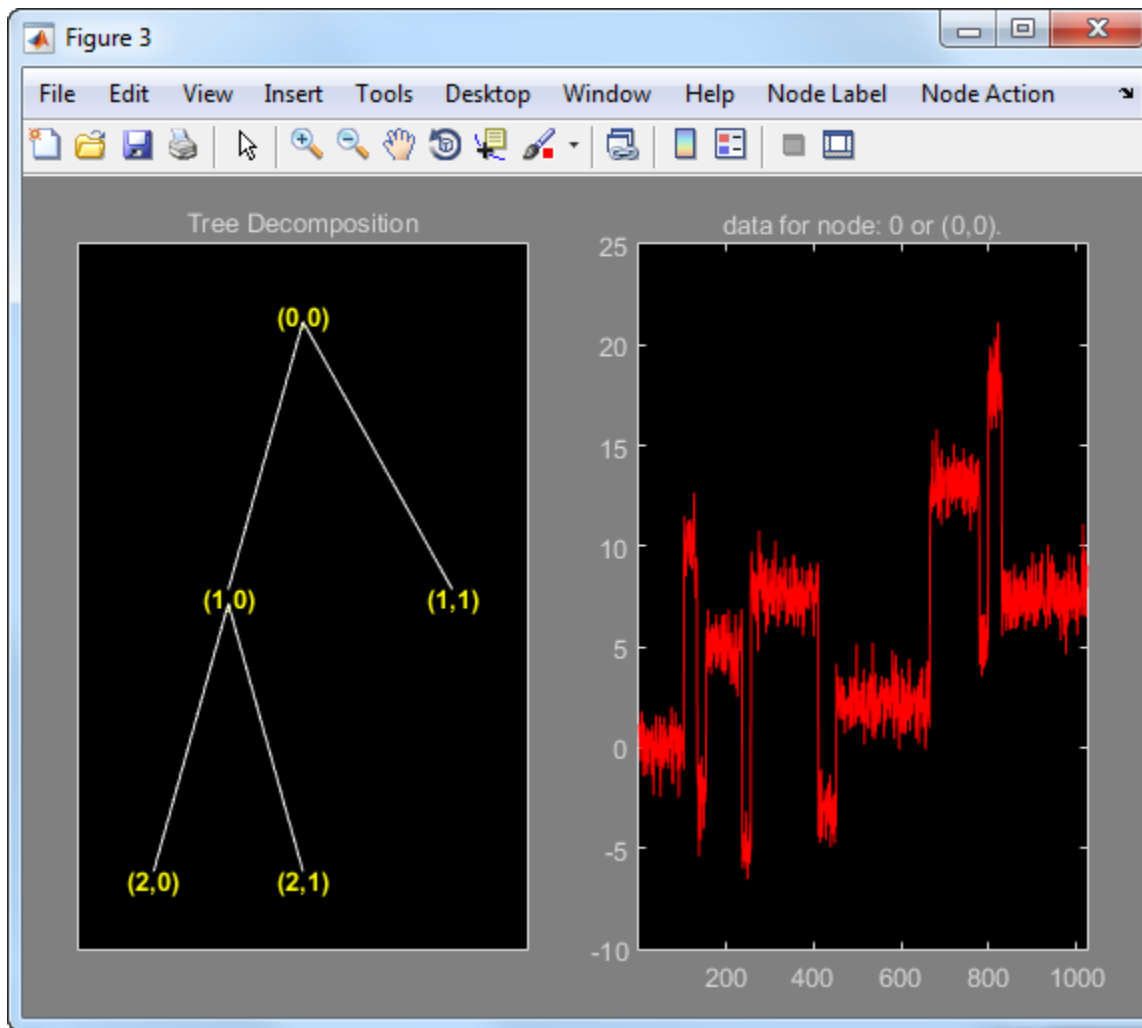 Figure 3
File Edit View Insert Tools Desktop Window Help Node Label Node Action
Tree Decomposition
(0,0)
(1,0)
(1,1)
(2,0)
(2,1)
data for node: 0 or (0,0).
25
20
15
10
5
0
-5
-10
200 400 600 800 1000